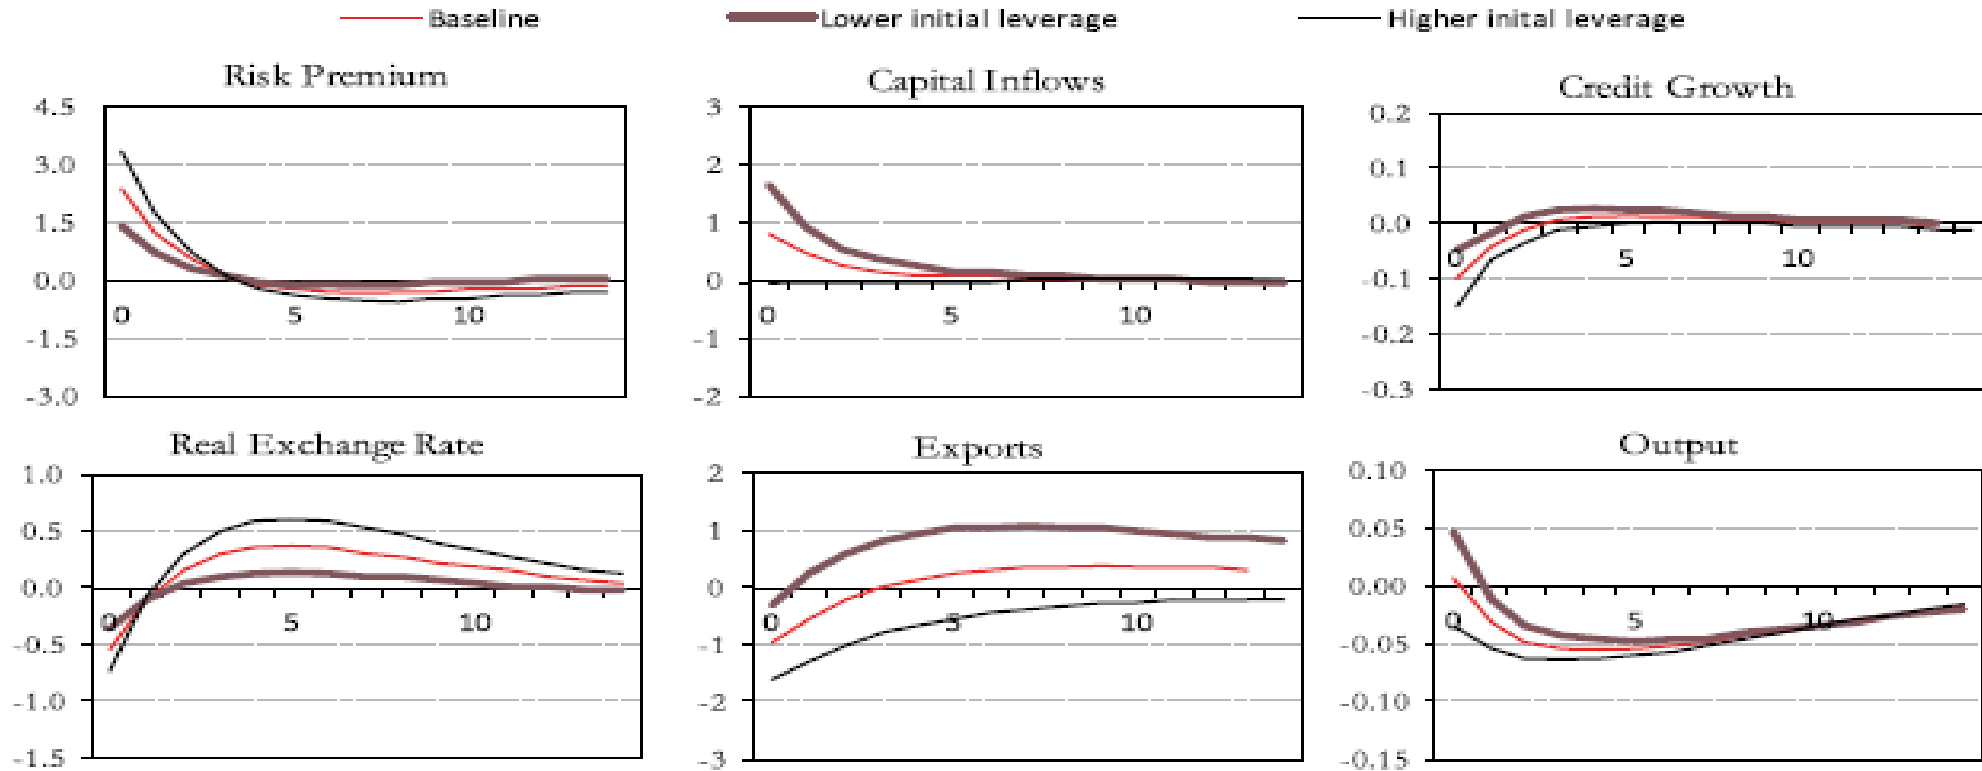 Baseline Lower initial leverage Higher inital leverage
Risk Premium
4.5
3.0
1.5
0.0
-1.5
-3.0
0 5 10
Capital Inflows
3
2
1
0
-1
-2
0 5 10
Credit Growth
0.2
0.1
0.0
-0.1
-0.2
-0.3
0 5 10
Real Exchange Rate
1.0
0.5
0.0
-0.5
-1.0
-1.5
0 5 10
Exports
2
1
0
-1
-2
-3
0 5 10
Output
0.10
0.05
0.00
-0.05
-0.10
-0.15
0 5 10